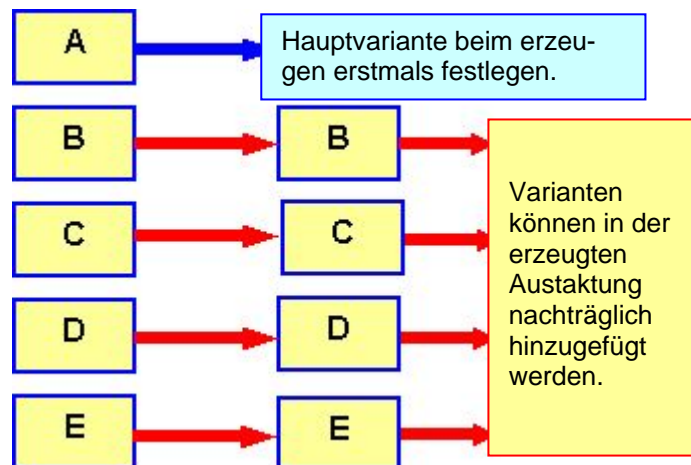 A
Hauptvariante beim erzeu-
gen erstmals festlegen.
B
B
C
C
D
D
E
E
Varianten
können in der
erzeugten
Austaktung
nachträglich
hinzugefügt
werden.